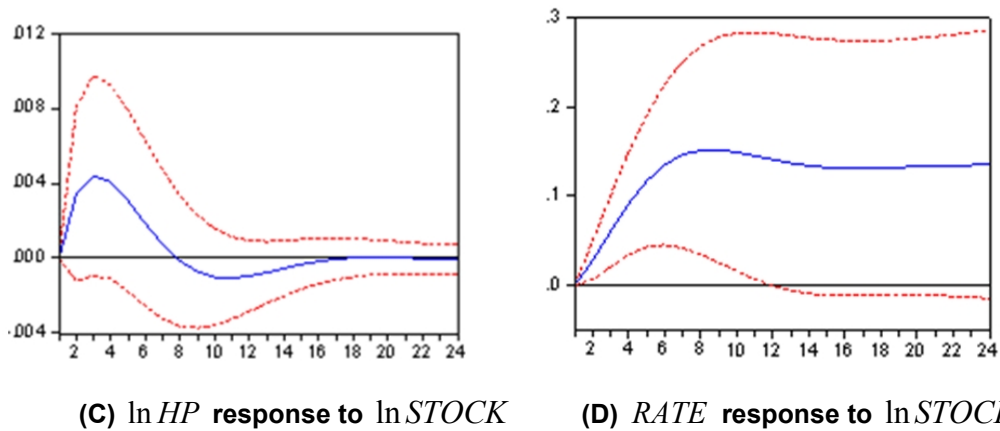 .012
.008
.004
.000
-.004
2 4 6 8 10 12 14 16 18 20 22 24
.3
.2
.1
.0
2 4 6 8 10 12 14 16 18 20 22 24
(C) ln HP response to ln STOCK
(D) RATE response to ln STOC